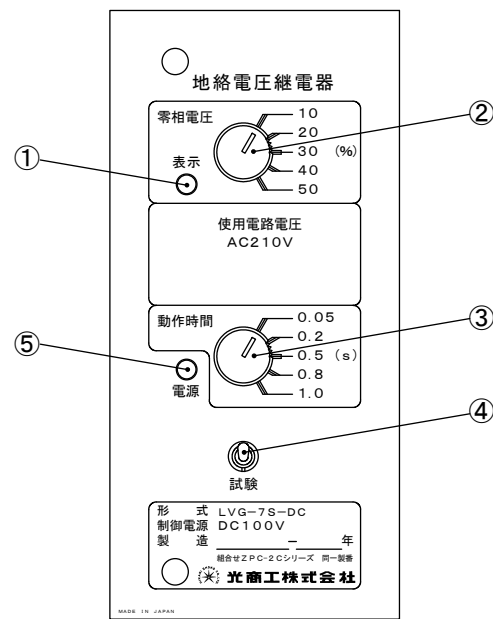 地絡電圧継電器
零相電圧
10
20
30 (%)
40
50
表示
①
②
使用電路電圧
AC210V
動作時間
0.05
0.2
0.5 (s)
0.8
1.0
電源
③
⑤
④
試験
形式 LVG-7S-DC
制御電源 DC100V
製造 - 年
組合せZPC-2Cシリーズ 同一製番
光商工株式会社
MADE IN JAPAN